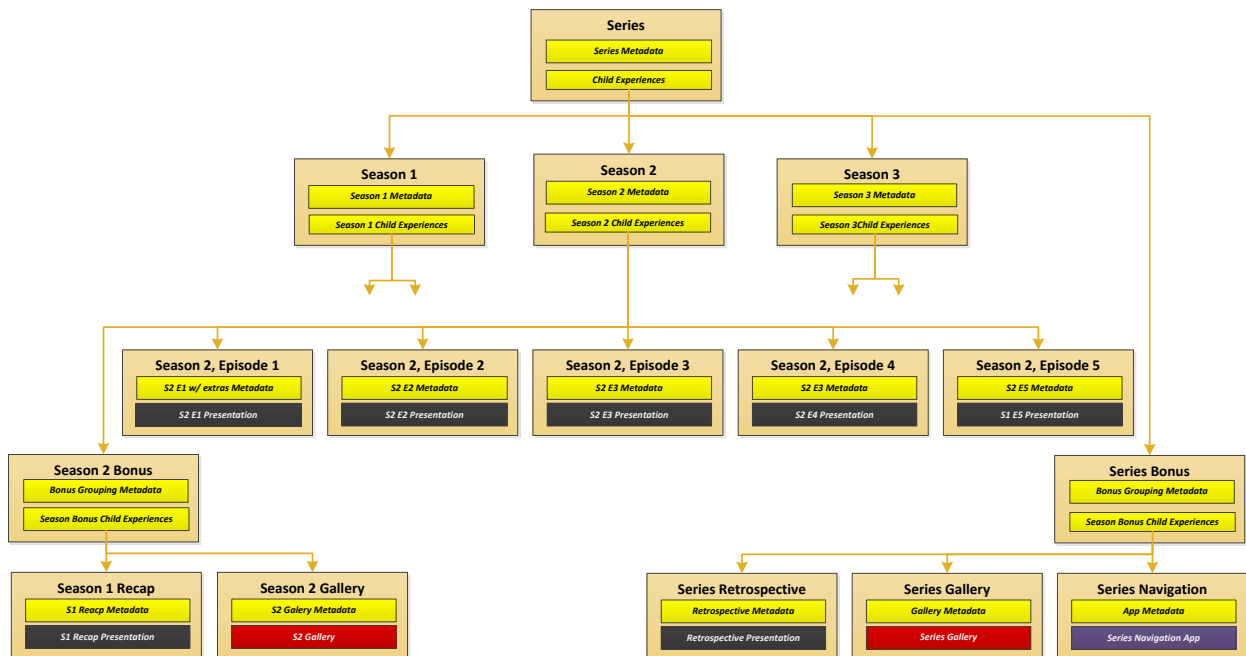 Series
Series Metadata
Child Experiences
Season 1
Season 1 Metadata
Season 1 Child Experiences
Season 2
Season 2 Metadata
Season 2 Child Experiences
Season 3
Season 3 Metadata
Season 3Child Experiences
Season 2, Episode 1
S2 E1 w/ extras Metadata
S2 E1 Presentation
Season 2, Episode 2
S2 E2 Metadata
S2 E2 Presentation
Season 2, Episode 3
S2 E3 Metadata
S2 E3 Presentation
Season 2, Episode 4
S2 E3 Metadata
S2 E4 Presentation
Season 2, Episode 5
S2 E5 Metadata
S1 E5 Presentation
Season 2 Bonus
Bonus Grouping Metadata
Season Bonus Child Experiences
Series Bonus
Bonus Grouping Metadata
Season Bonus Child Experiences
Season 1 Recap
S1 Reacp Metadata
S1 Recap Presentation
Season 2 Gallery
S2 Galery Metadata
S2 Gallery
Series Retrospective
Retrospective Metadata
Retrospective Presentation
Series Gallery
Gallery Metadata
Series Gallery
Series Navigation
App Metadata
Series Navigation App